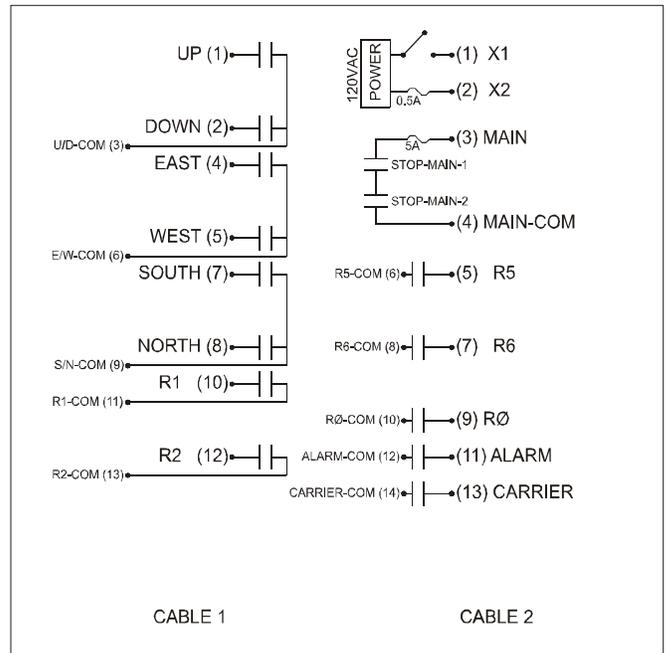 UP (1)
DOWN (2)
U/D-COM (3)
EAST (4)
WEST (5)
E/W-COM (6)
SOUTH (7)
NORTH (8)
S/N-COM (9)
R1 (10)
R1-COM (11)
R2 (12)
R2-COM (13)
CABLE 1
120VAC
POWER
(1) X1
(2) X2
0.5A
(3) MAIN
5A
STOP-MAIN-1
STOP-MAIN-2
(4) MAIN-COM
R5-COM (6) (5) R5
R6-COM (8) (7) R6
RØ-COM (10) (9) RØ
ALARM-COM (12) (11) ALARM
CARRIER-COM (14) (13) CARRIER
CABLE 2